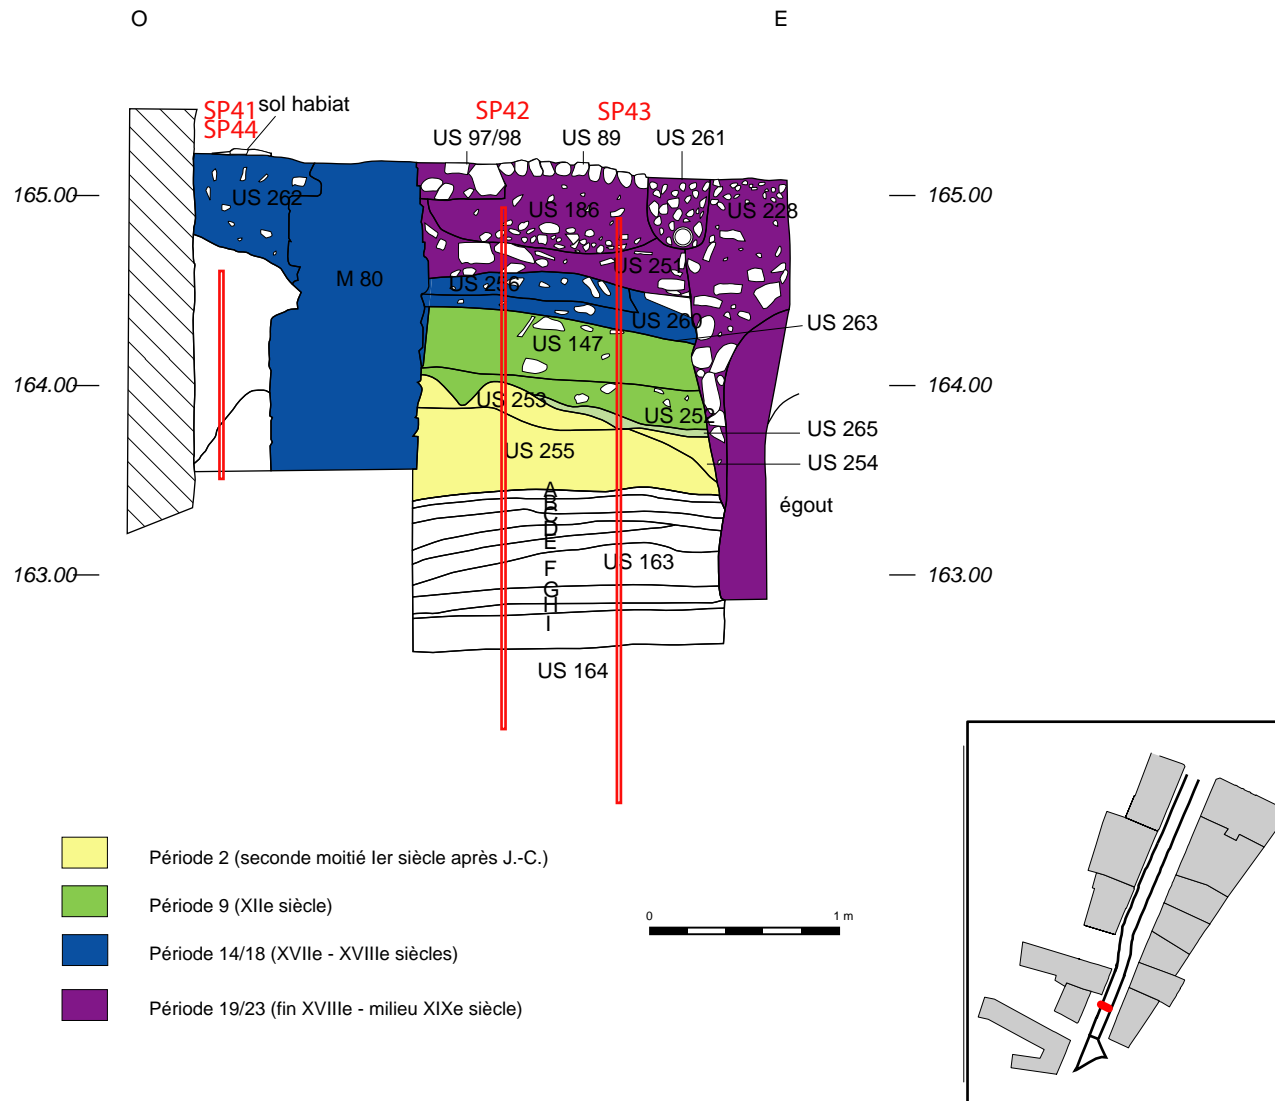 O E
SP41 sol habiat SP42 SP43
SP44
US 97/98 US 89 US 261
165.00 US 262 US 186 US 228 165.00
US 251
M 80 US 256
US 260 US 263
US 147
164.00 164.00
US 253
US 252 US 265
US 255 US 254
A
B
C
D
E
égout
F US 163
163.00 163.00
G
H
I
US 164
Période 2 (seconde moitié Ier siècle après J.-C.)
Période 9 (XIIe siècle)
0 1 m
Période 14/18 (XVIIe - XVIIIe siècles)
Période 19/23 (fin XVIIIe - milieu XIXe siècle)